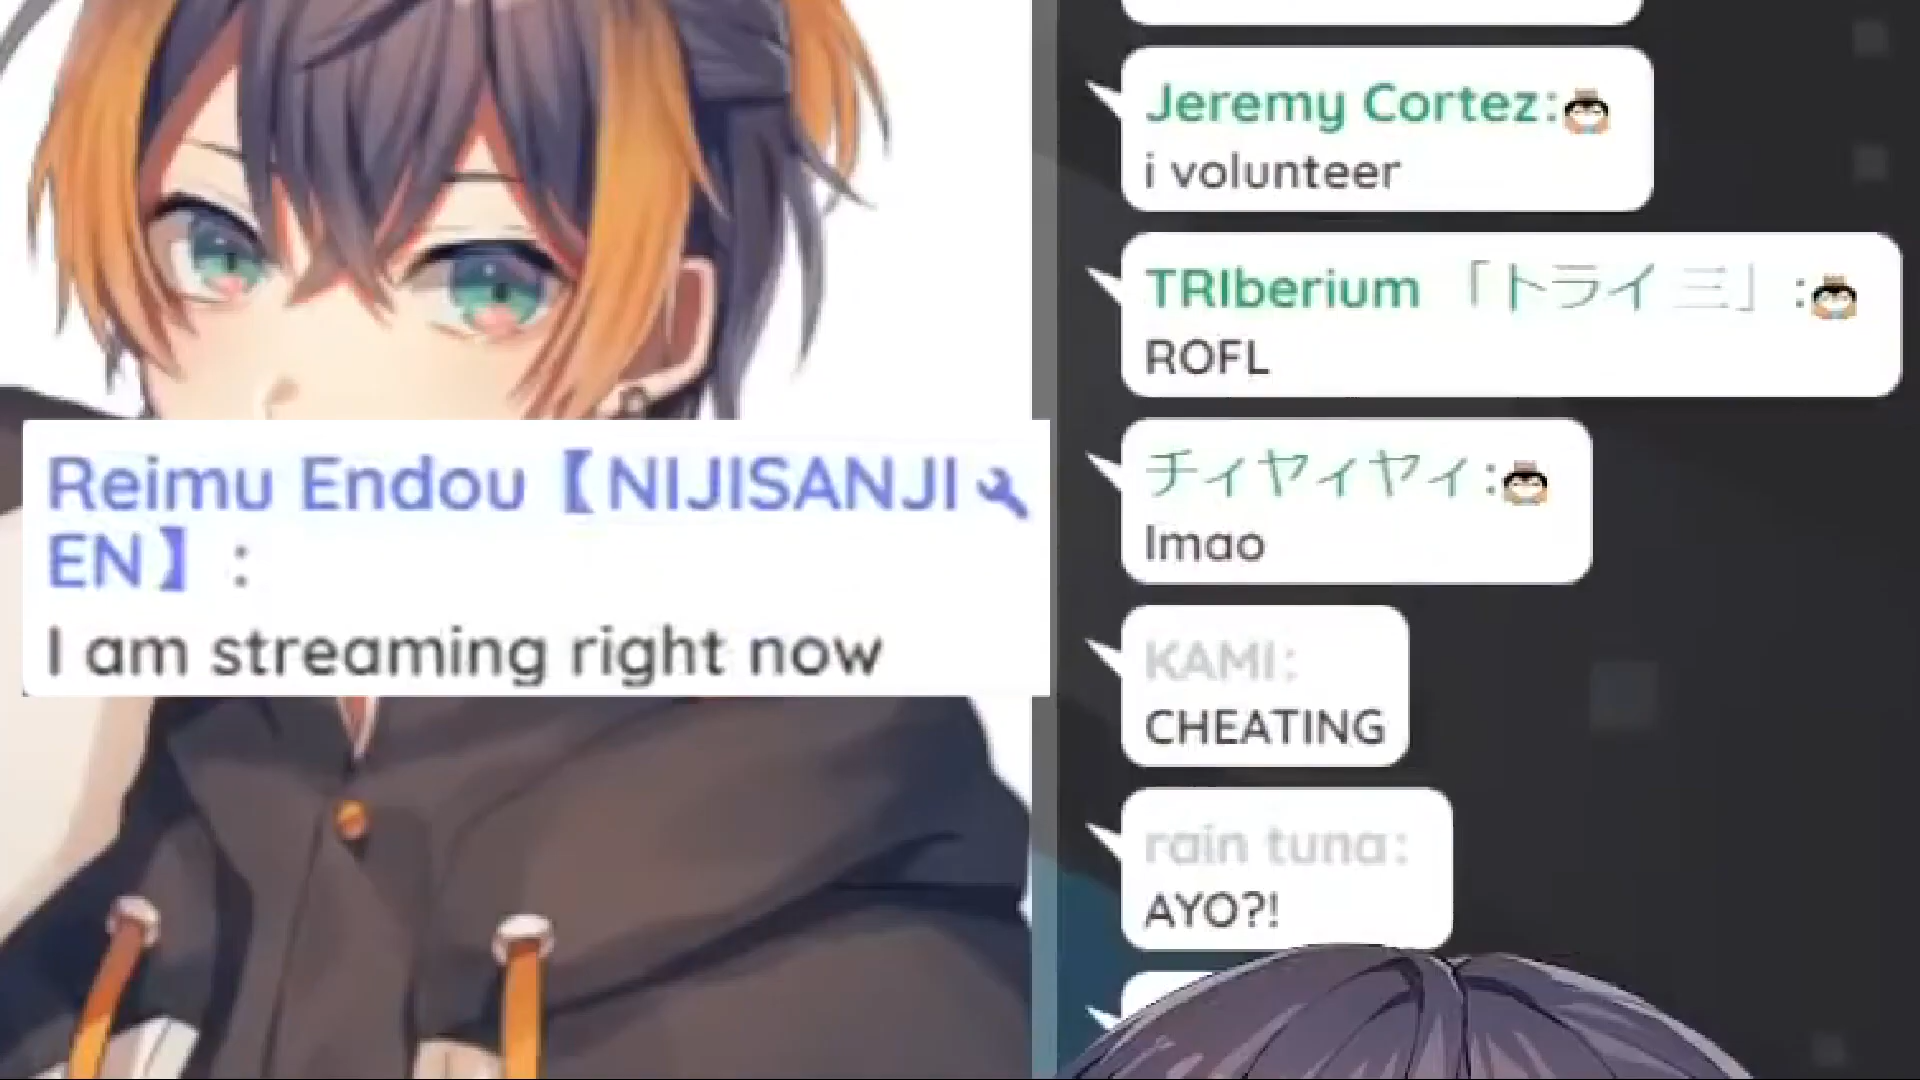 Reimu Endou【NIJISANJI
EN】 :
I am streaming right now
Jeremy Cortez:
i volunteer
TRIberium 「トライ 三」 :
ROFL
チィヤィヤィ:
lmao
KAMI:
CHEATING
rain tuna:
AYO?!